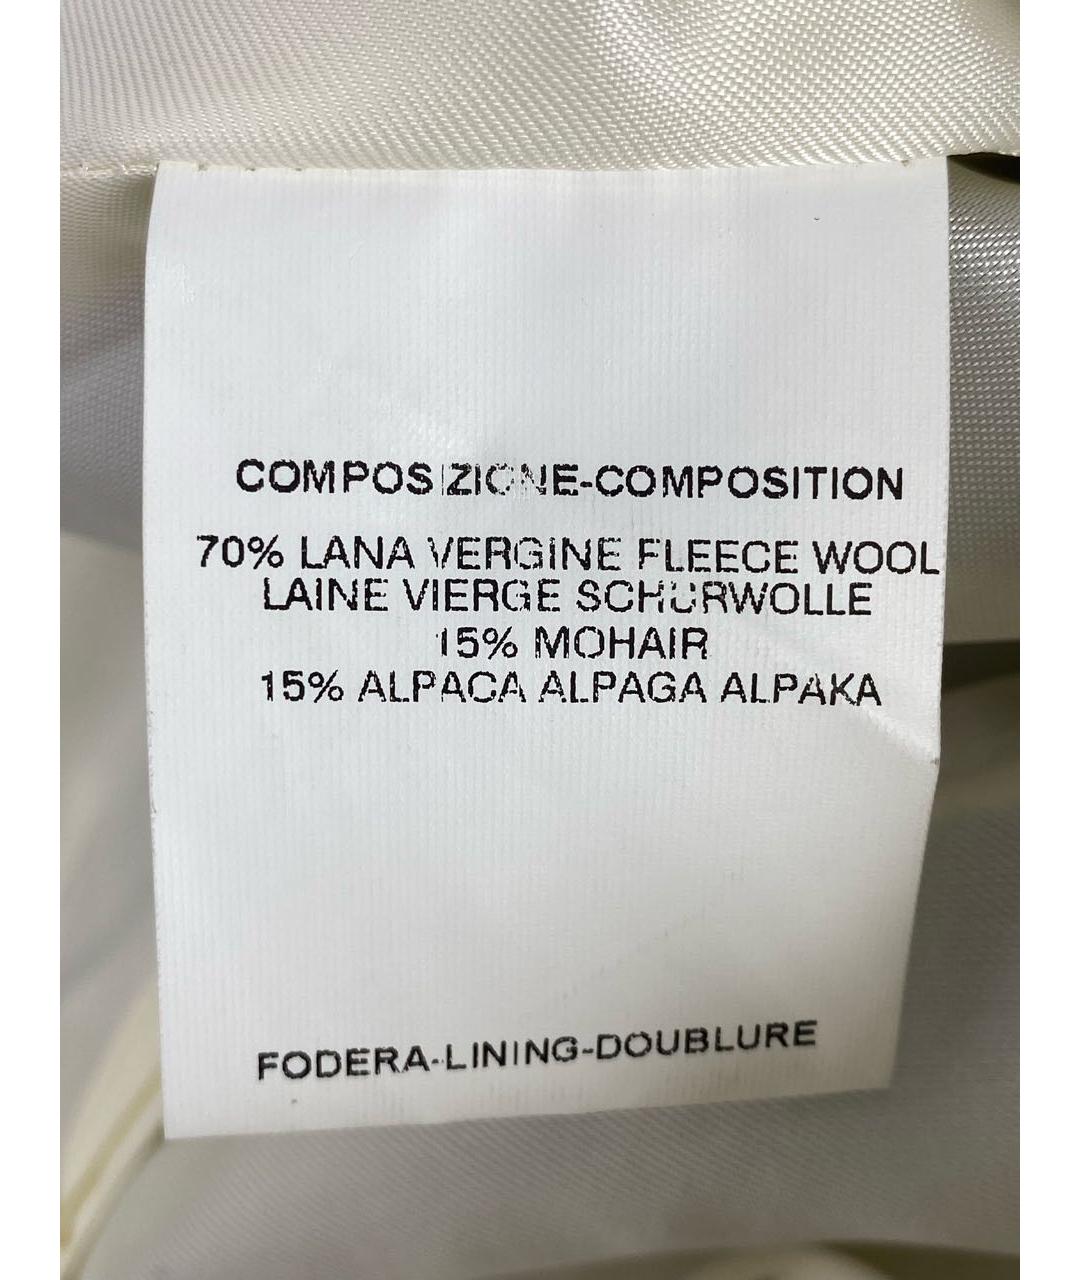 COMPOSIZIONE-COMPOSITION
70% LANA VERGINE FLEECE WOOL
LAINE VIERGE SCHURWOLLE
15% MOHAIR
15% ALPACA ALPAGA ALPAKA
FODERA-LINING-DOUBLURE